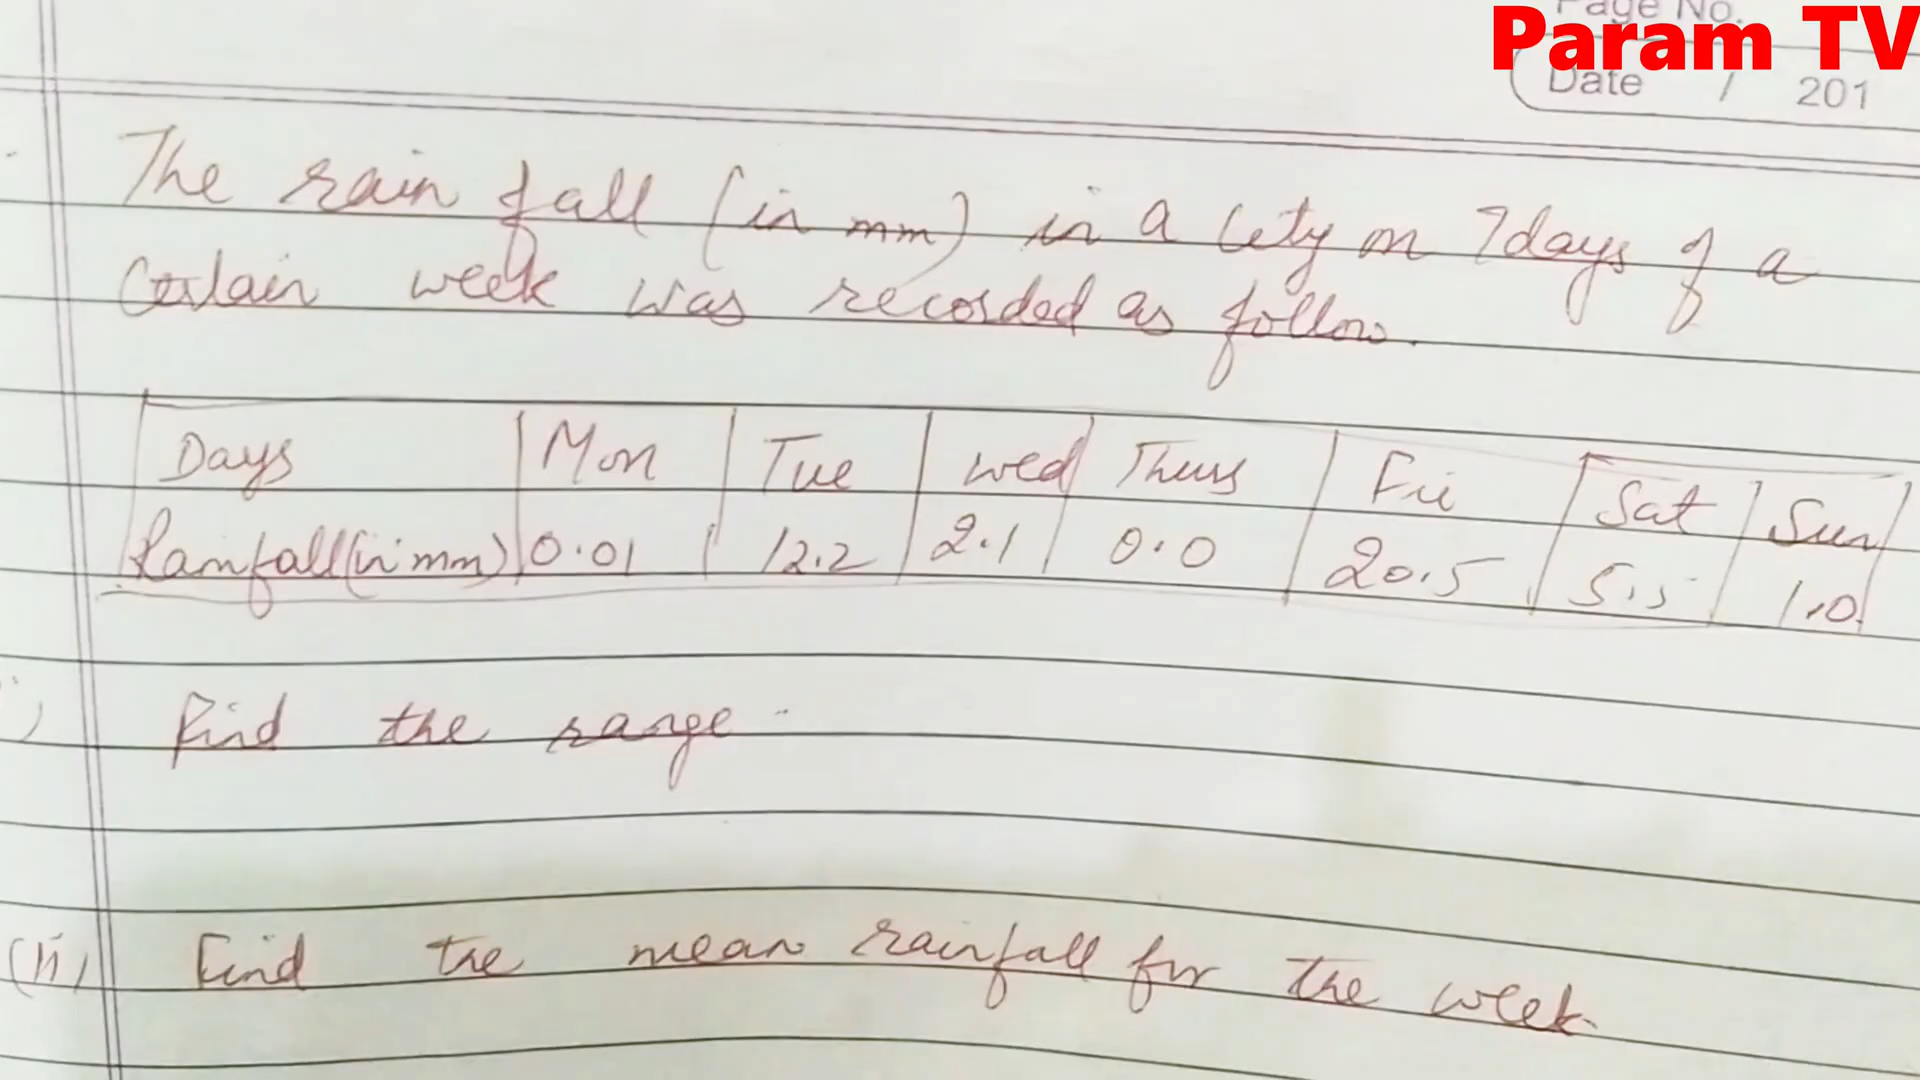 Page No.
Param TV
Date / 201
The rain fall (in mm) in a City on 7days of a
Certain week was recorded as follow.
Days Mon Tue wed Thurs Fri Sat Sun
Rainfall(in mm) 0.01 12.2 2.1 0.0 20.5 5.5 1.0
) Find the range.
(ii) Find the mean rainfall for the week.